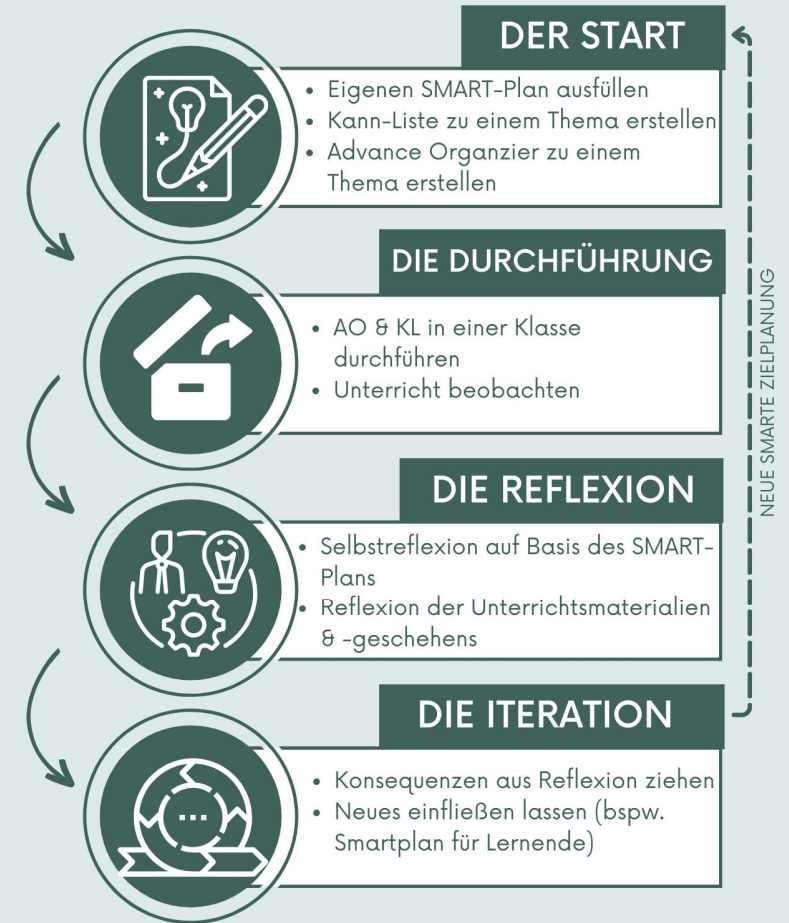 DER START
• Eigenen SMART-Plan ausfüllen
• Kann-Liste zu einem Thema erstellen
• Advance Organzier zu einem
Thema erstellen
DIE DURCHFÜHRUNG
• AO & KL in einer Klasse
durchführen
• Unterricht beobachten
DIE REFLEXION
• Selbstreflexion auf Basis des SMART-
Plans
• Reflexion der Unterrichtsmaterialien
& -geschehens
DIE ITERATION
• Konsequenzen aus Reflexion ziehen
• Neues einfließen lassen (bspw.
Smartplan für Lernende)
NEUE SMARTE ZIELPLANUNG